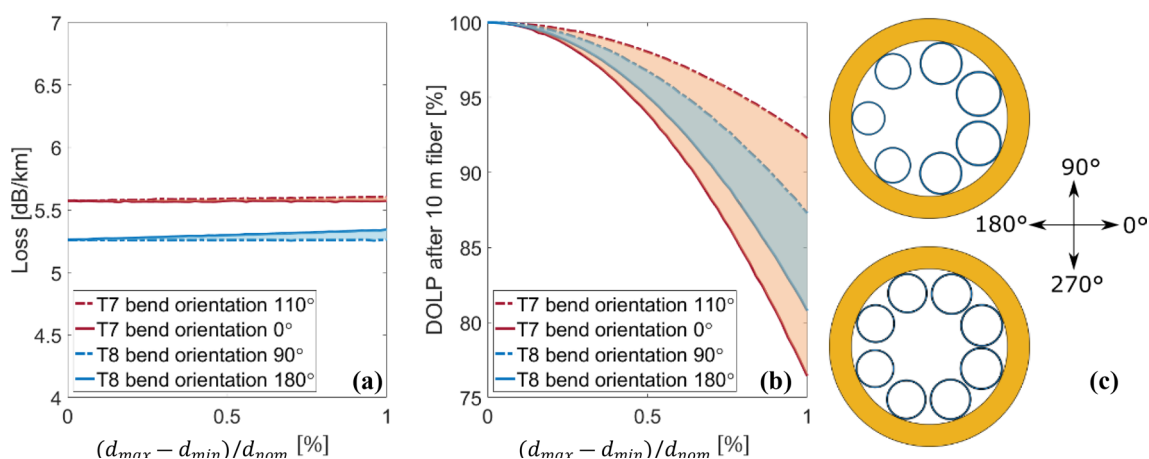 7
6.5
6
5.5
5
4.5
4
Loss [dB/km]
T7 bend orientation 110°
T7 bend orientation 0°
T8 bend orientation 90°
T8 bend orientation 180°
(a)
0
0.5
1
(d_max − d_min)/d_nom [%]
100
95
90
85
80
75
DOLP after 10 m fiber [%]
T7 bend orientation 110°
T7 bend orientation 0°
T8 bend orientation 90°
T8 bend orientation 180°
(b)
0
0.5
1
(d_max − d_min)/d_nom [%]
90°
180°
0°
270°
(c)